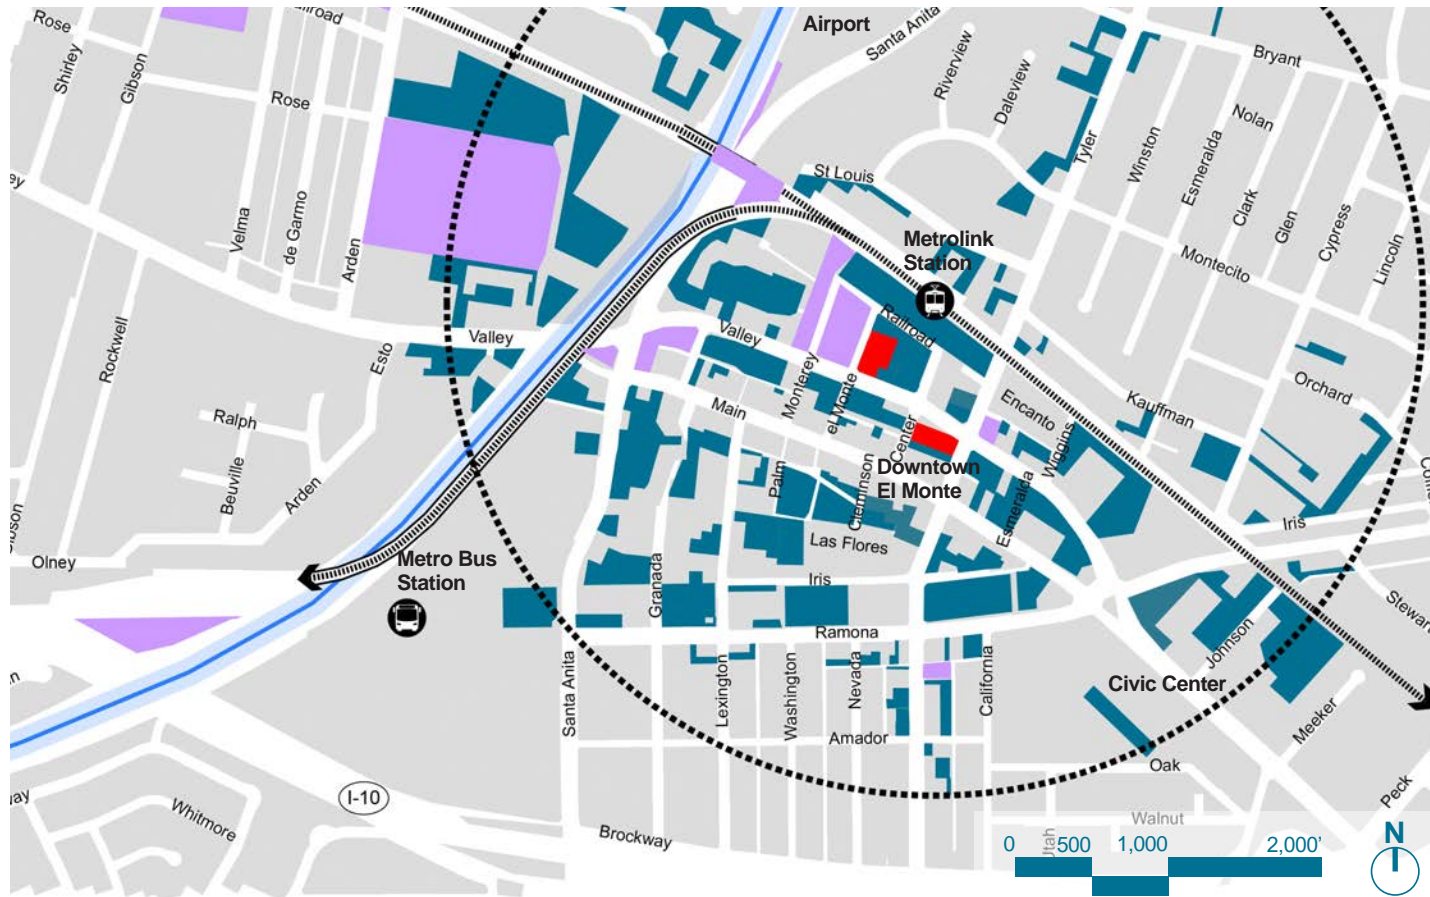 Rose
Railroad
Airport
Santa Anita
Shirley
Gibson
Rose
Riverview
Daleview
Bryant
Nolan
Tyler
Winston
Esmeralda
Clark
Glen
Cypress
Lincoln
St Louis
Velma
de Garmo
Arden
Metrolink
Station
Montecito
Railroad
Valley
Valley
Rockwell
Esto
Monterey
el Monte
Main
Center
Encanto
Wiggins
Kauffman
Orchard
Ralph
Beuville
Arden
Palm
Cleminson
Downtown
El Monte
Esmeralda
Gibson
Olney
Las Flores
Iris
Iris
Metro Bus
Station
Granada
Ramona
Stewart
Johnson
Civic Center
Santa Anita
Lexington
Washington
Nevada
California
Meeker
Amador
Oak
Peck
I-10
Whitmore
Brockway
Utah
Walnut
0 500 1,000 2,000'
N